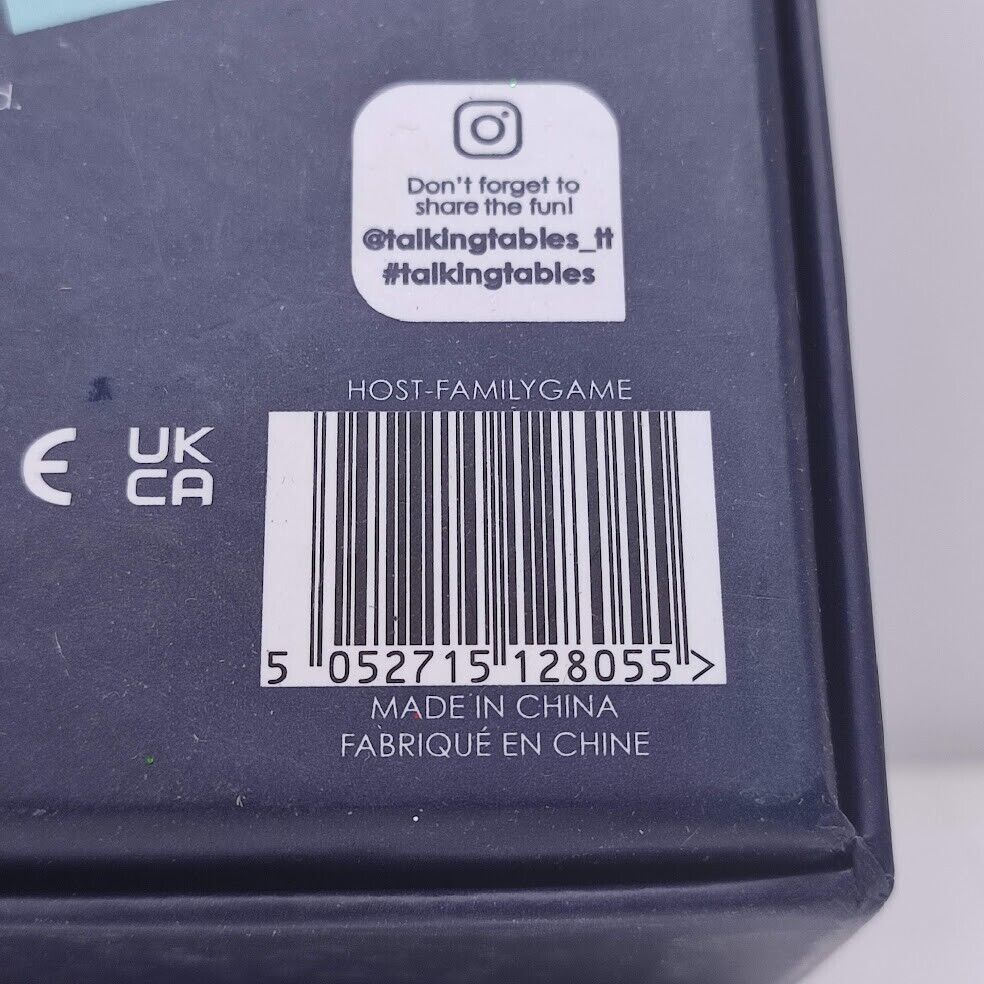 Don't forget to
share the fun!
@talkingtables_tt
#talkingtables
HOST-FAMILYGAME
CE
UK
CA
5 052715 128055 >
MADE IN CHINA
FABRIQUÉ EN CHINE